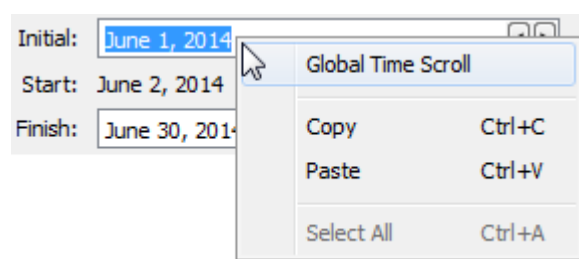 Initial: June 1, 2014
Global Time Scroll
Start: June 2, 2014
Finish: June 30, 2014
Copy Ctrl+C
Paste Ctrl+V
Select All Ctrl+A